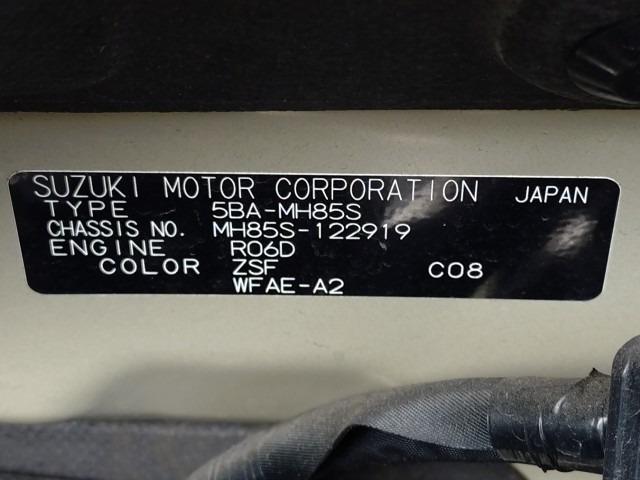 SUZUKI MOTOR CORPORATION JAPAN
TYPE 5BA-MH85S
CHASSIS NO. MH85S-122919
ENGINE R06D
COLOR ZSF C08
WFAE-A2